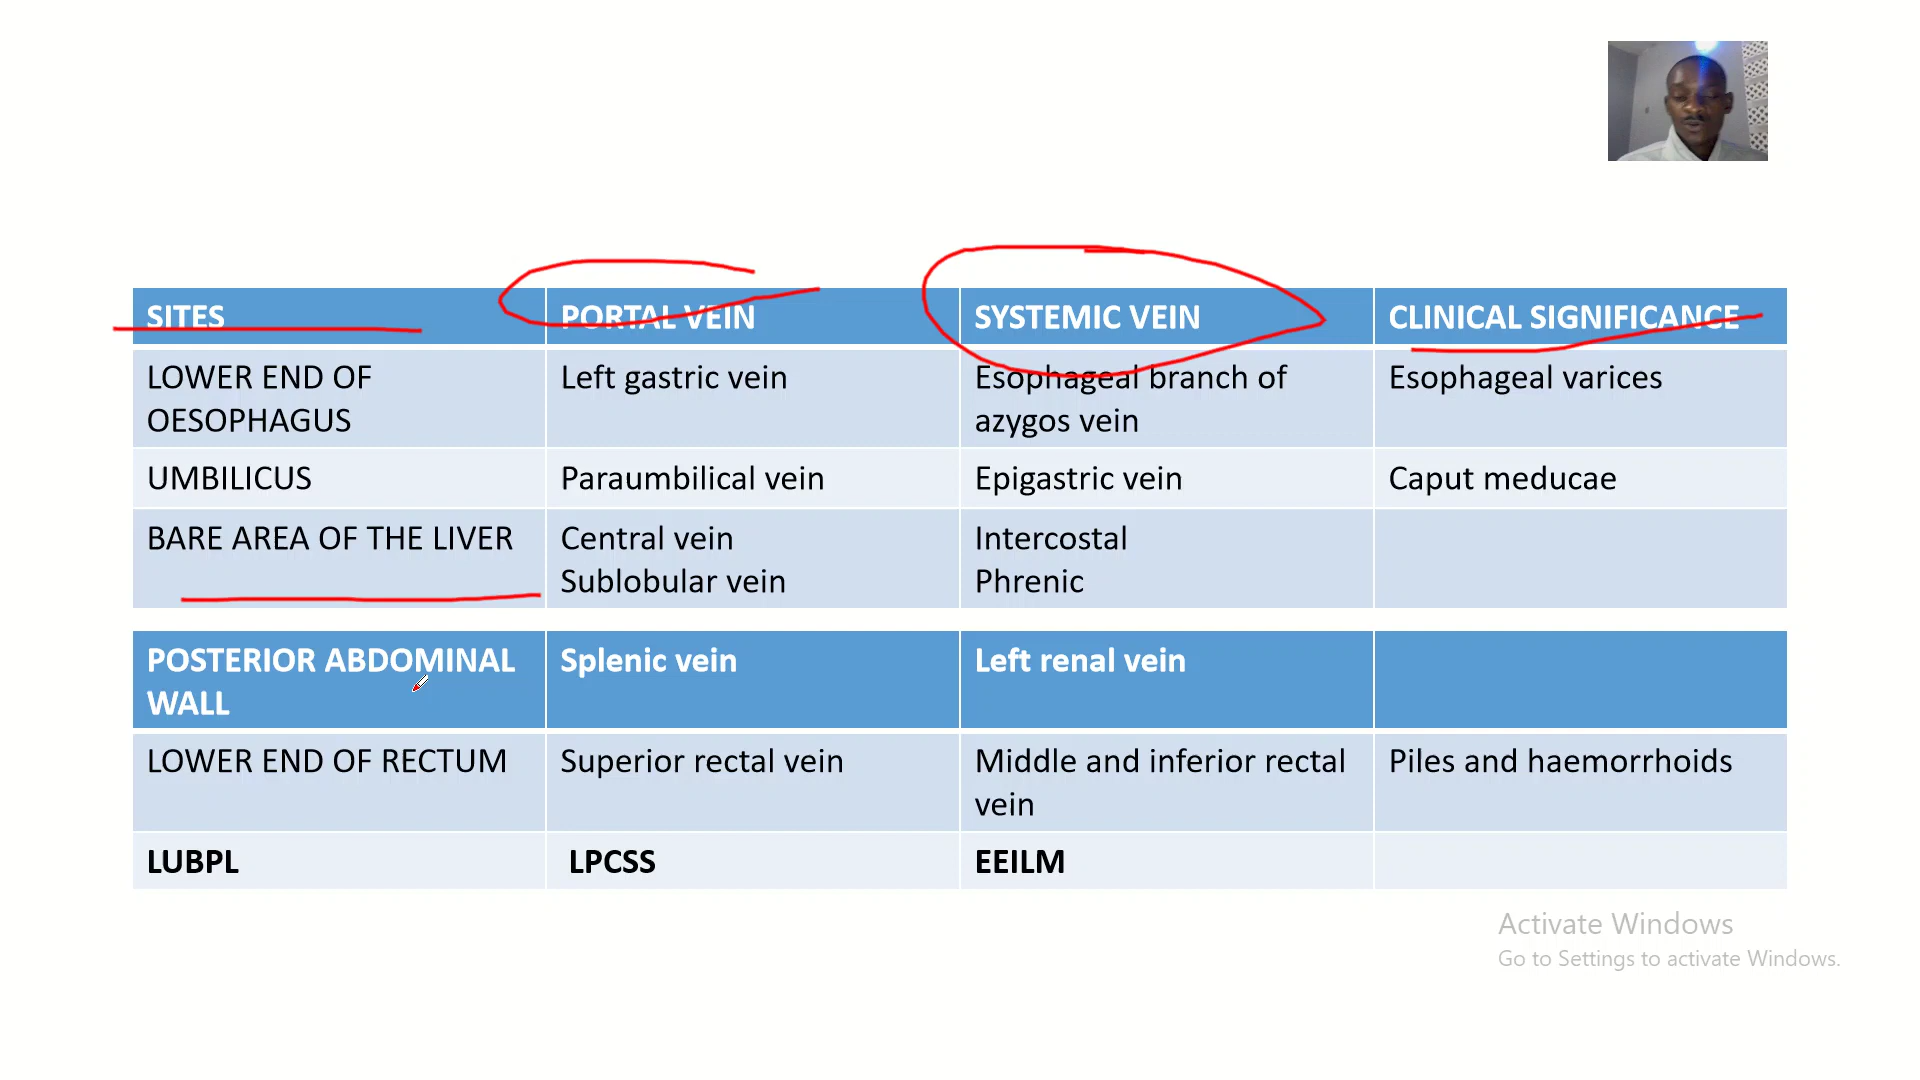 SITES
PORTAL VEIN
SYSTEMIC VEIN
CLINICAL SIGNIFICANCE
LOWER END OF
OESOPHAGUS
Left gastric vein
Esophageal branch of
azygos vein
Esophageal varices
UMBILICUS
Paraumbilical vein
Epigastric vein
Caput meducae
BARE AREA OF THE LIVER
Central vein
Sublobular vein
Intercostal
Phrenic
POSTERIOR ABDOMINAL
WALL
Splenic vein
Left renal vein
LOWER END OF RECTUM
Superior rectal vein
Middle and inferior rectal
vein
Piles and haemorrhoids
LUBPL
LPCSS
EEILM
Activate Windows
Go to Settings to activate Windows.